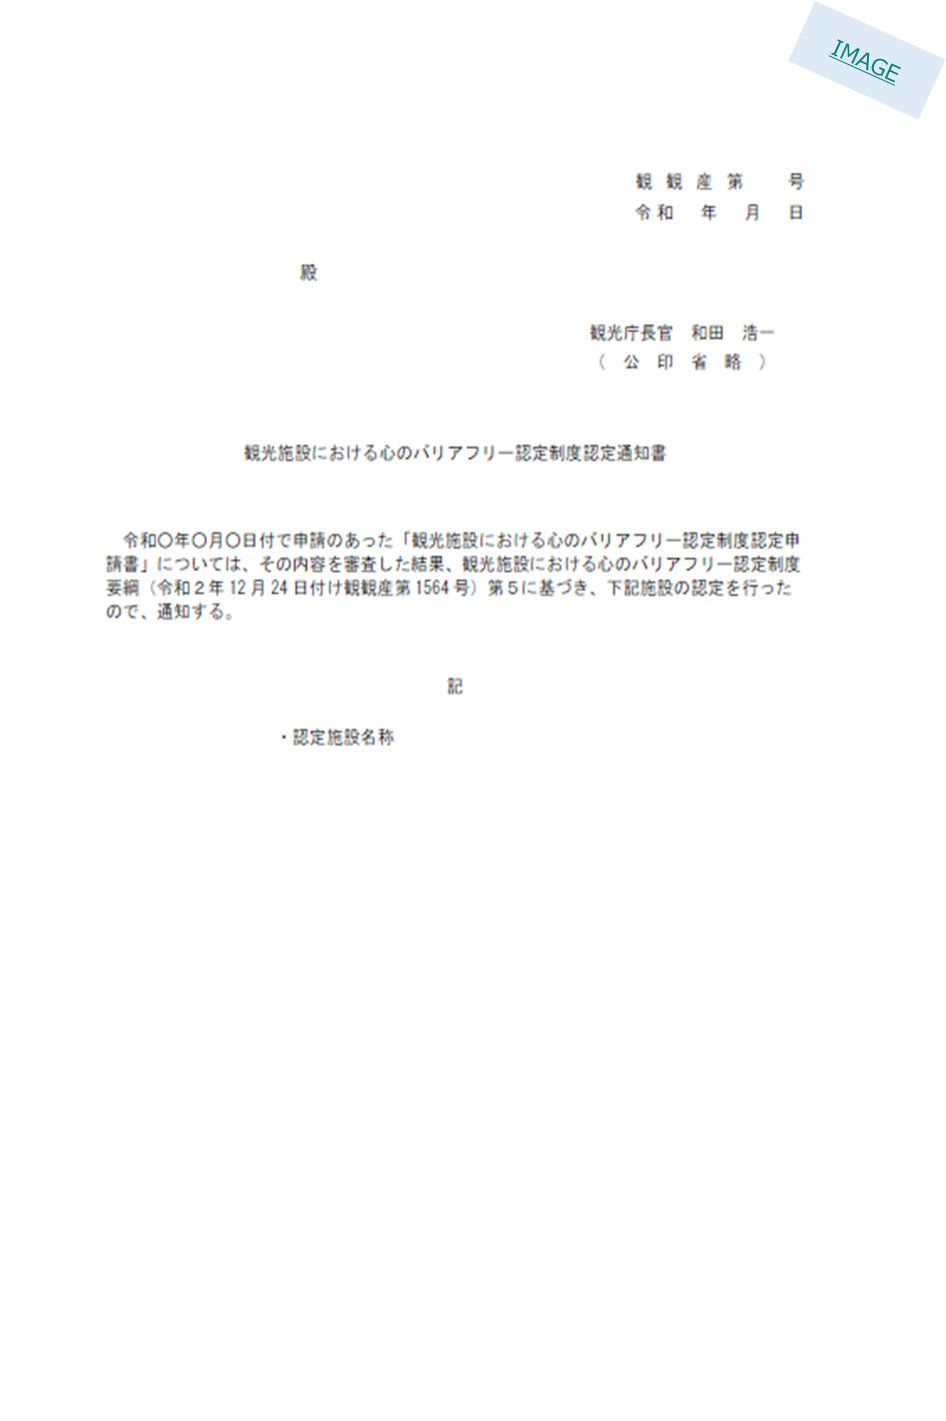 IMAGE
観 観 産 第　　号
令和　年　月　日
殿
観光庁長官　和田　浩一
（　公　印　省　略　）
観光施設における心のバリアフリー認定制度認定通知書
令和〇年〇月〇日付で申請のあった「観光施設における心のバリアフリー認定制度認定申
請書」については、その内容を審査した結果、観光施設における心のバリアフリー認定制度
要綱（令和２年 12 月 24 日付け観観産第 1564 号）第５に基づき、下記施設の認定を行った
ので、通知する。
記
・認定施設名称